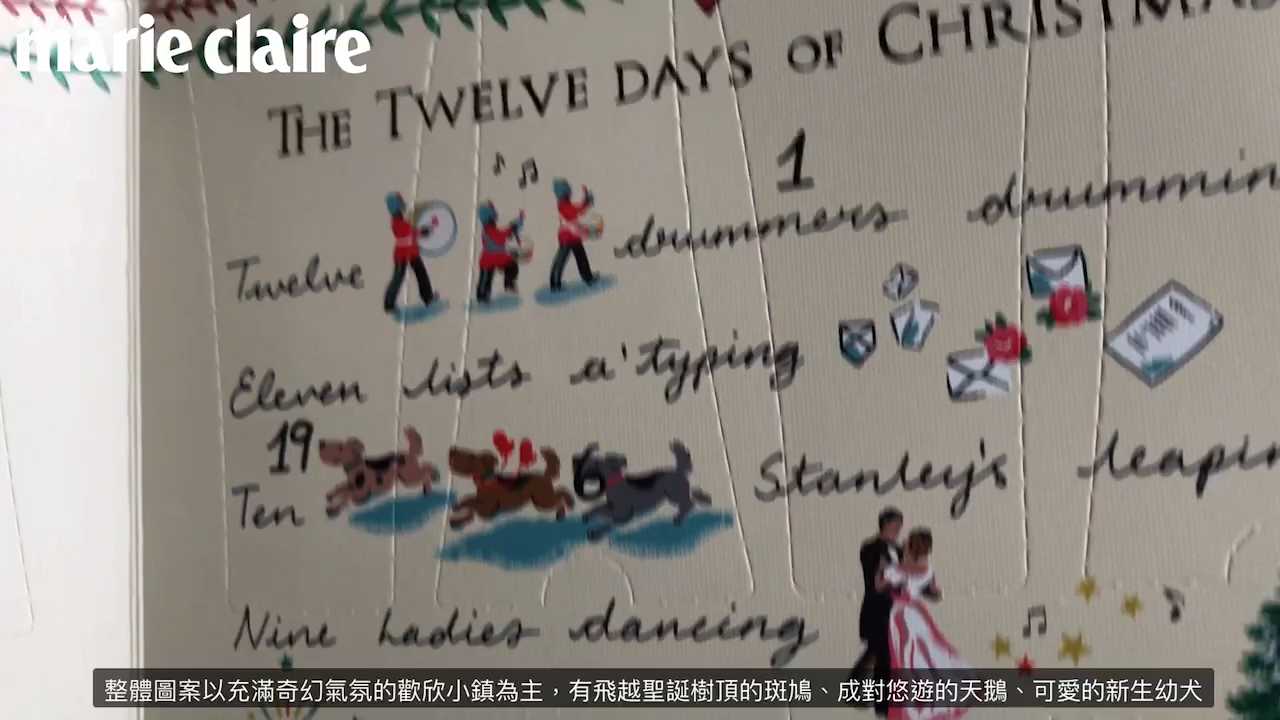 marie claire
THE TWELVE DAYS OF CHRISTMAS
1
Twelve drummers drummin
Eleven lists a'typing
19
6
Ten Stanley's leapin
Nine ladies dancing
整體圖案以充滿奇幻氣氛的歡欣小鎮為主，有飛越聖誕樹頂的斑鳩、成對悠遊的天鵝、可愛的新生幼犬